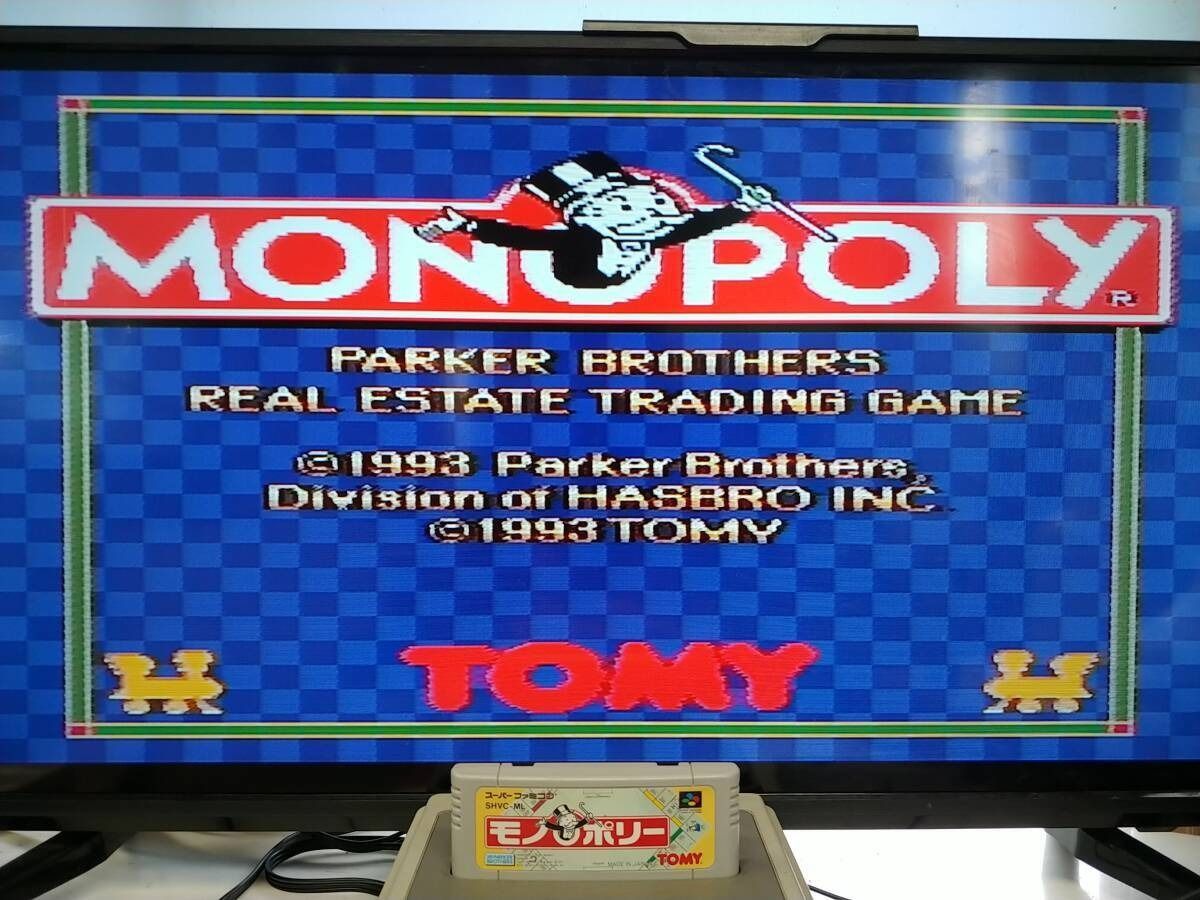 MONOPOLY®
PARKER BROTHERS
REAL ESTATE TRADING GAME
©1993 Parker Brothers,
Division of HASBRO INC.
©1993 TOMY
TOMY
スーパーファミコン
SHVC-ML
モノポリー
MADE IN JAPAN
TOMY